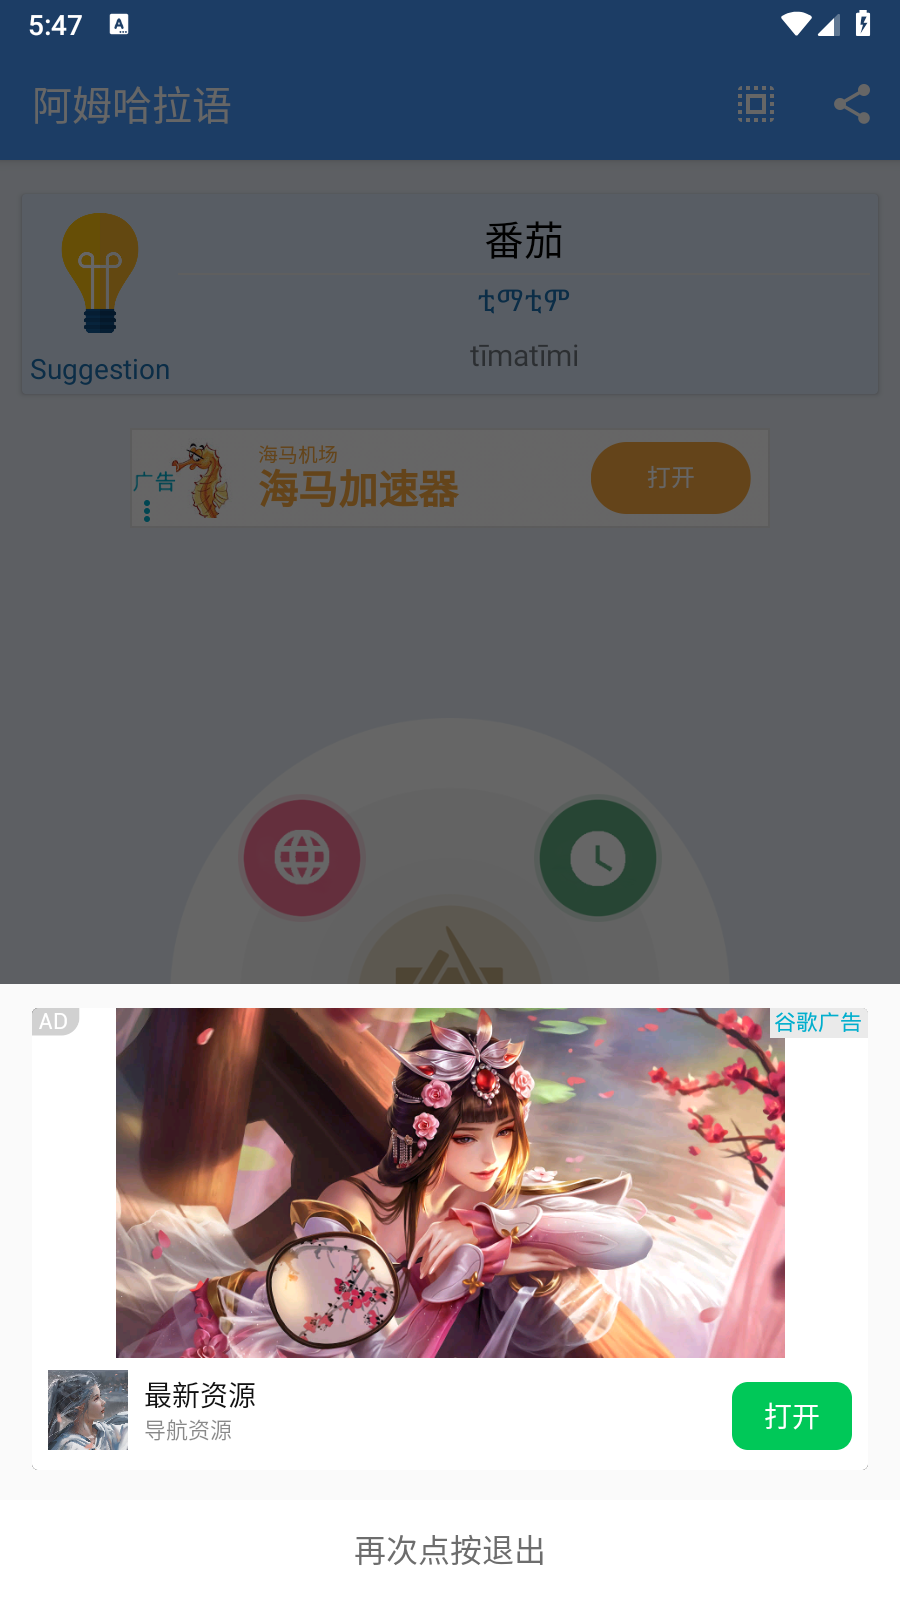 5:47
阿姆哈拉语
番茄
ቲማቲም
tīmatīmi
Suggestion
海马机场
海马加速器
广告
打开
AD
谷歌广告
最新资源
导航资源
打开
再次点按退出